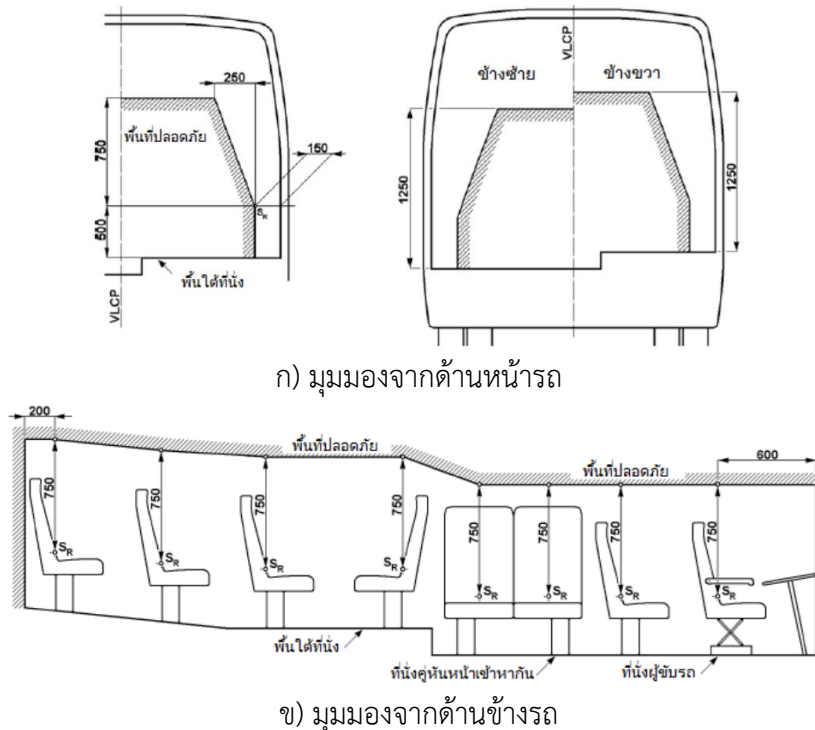 VLCP
250
ข้างซ้าย
ข้างขวา
พื้นที่ปลอดภัย
750
150
1250
1250
S_R
500
พื้นใต้ที่นั่ง
VLCP
ก) มุมมองจากด้านหน้ารถ
200
พื้นที่ปลอดภัย
พื้นที่ปลอดภัย
600
750
750
750
750
750
750
750
750
S_R
S_R
S_R
S_R
S_R
S_R
S_R
S_R
พื้นใต้ที่นั่ง
ที่นั่งคู่หันหน้าเข้าหากัน
ที่นั่งผู้ขับรถ
ข) มุมมองจากด้านข้างรถ